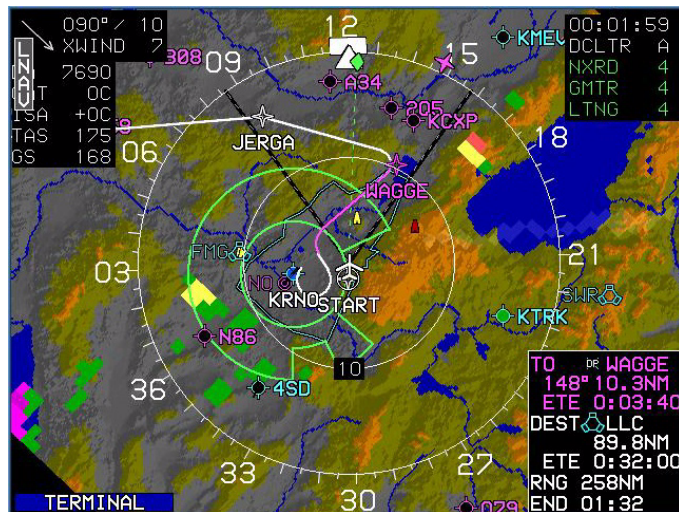 090°/ 10
XWIND 7
LNAV
7690
0C
ISA +0C
TAS 175
GS 168
00:01:59
DCLTR A
NXRD 4
GMTR 4
LTNG 4
12
15
09
18
06
21
03
36
33
30
27
KMEV
A34
205
KCXP
JERGA
WAGGE
FMG
NO
KRNO
START
SWR
KTRK
N86
4SD
10
TO DR WAGGE
148° 10.3NM
ETE 0:03:40
DEST LLC
89.8NM
ETE 0:32:00
RNG 258NM
END 01:32
TERMINAL